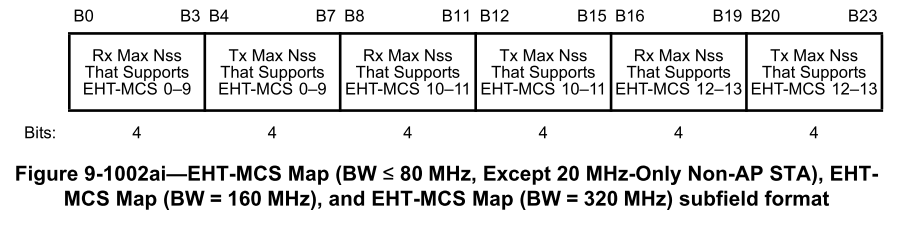 B0 B3 B4 B7 B8 B11 B12 B15 B16 B19 B20 B23
Rx Max Nss Tx Max Nss Rx Max Nss Tx Max Nss Rx Max Nss Tx Max Nss
That Supports That Supports That Supports That Supports That Supports That Supports
EHT-MCS 0–9 EHT-MCS 0–9 EHT-MCS 10–11 EHT-MCS 10–11 EHT-MCS 12–13 EHT-MCS 12–13
Bits: 4 4 4 4 4 4
Figure 9-1002ai—EHT-MCS Map (BW ≤ 80 MHz, Except 20 MHz-Only Non-AP STA), EHT-
MCS Map (BW = 160 MHz), and EHT-MCS Map (BW = 320 MHz) subfield format